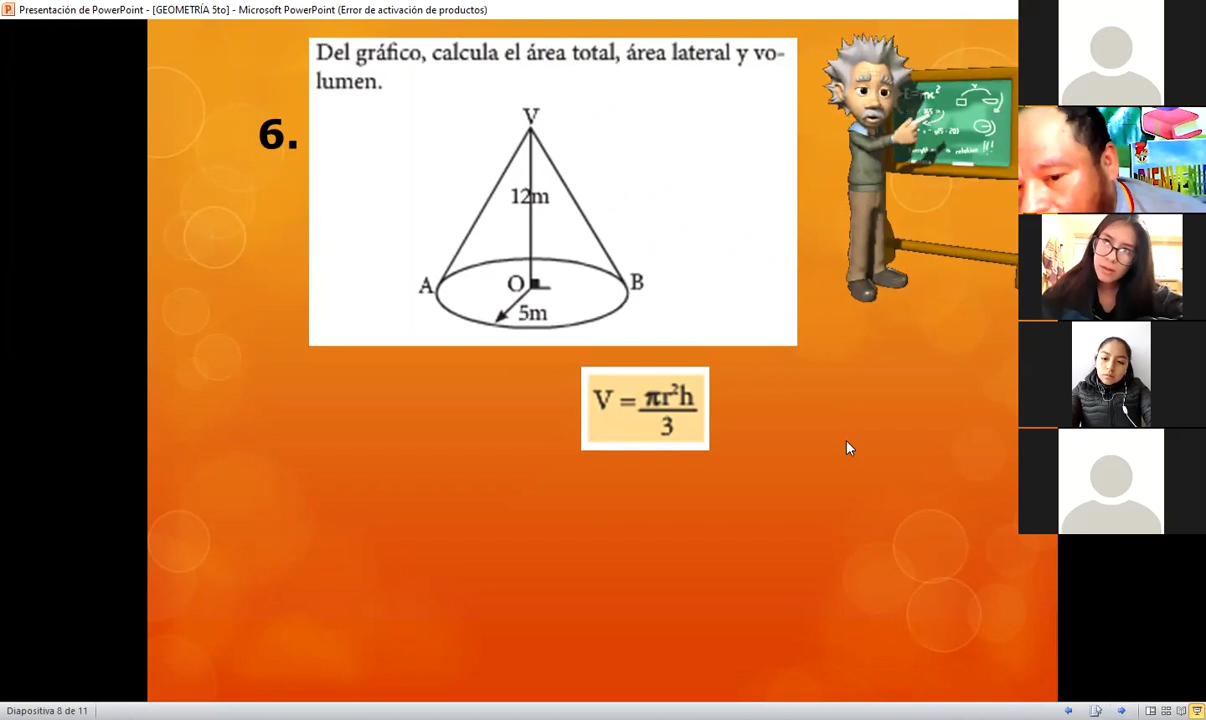 Presentación de PowerPoint - [GEOMETRÍA 5to] - Microsoft PowerPoint (Error de activación de productos)
Del gráfico, calcula el área total, área lateral y vo-
lumen.
6.
V
12m
A
O
B
5m
V = πr²h
3
Diapositiva 8 de 11